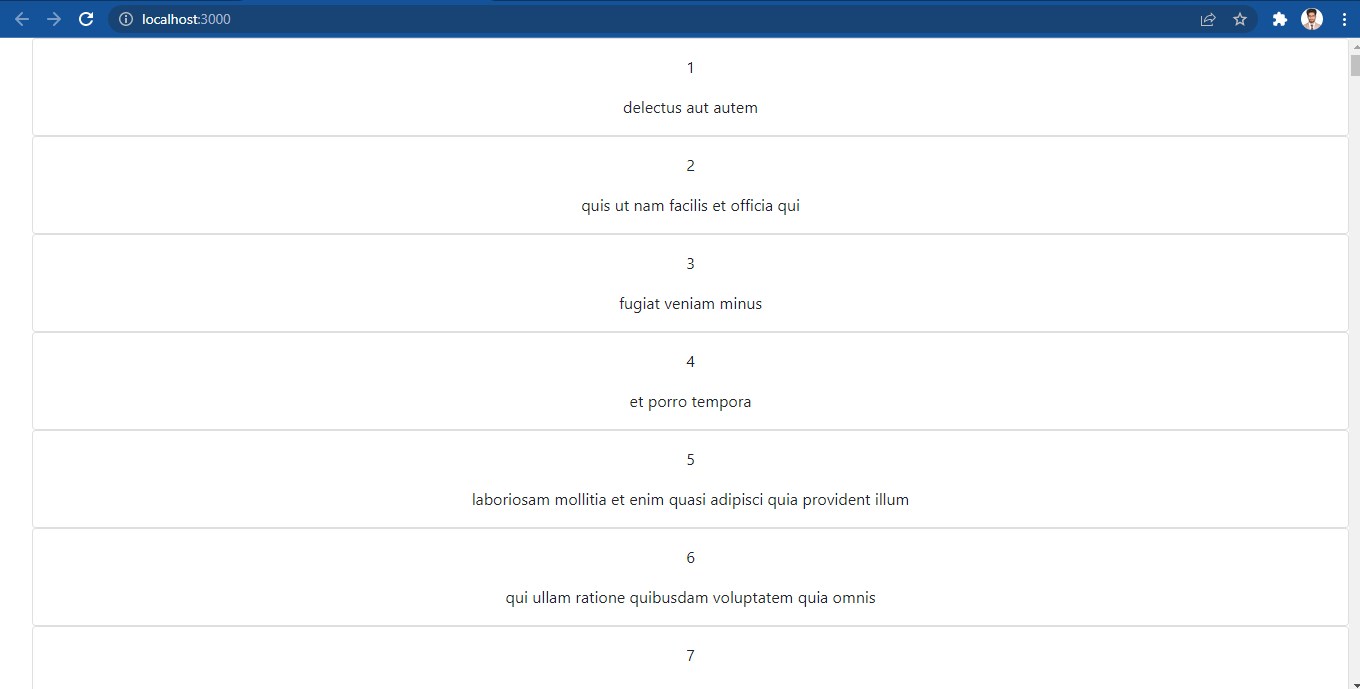 localhost:3000
1
delectus aut autem
2
quis ut nam facilis et officia qui
3
fugiat veniam minus
4
et porro tempora
5
laboriosam mollitia et enim quasi adipisci quia provident illum
6
qui ullam ratione quibusdam voluptatem quia omnis
7